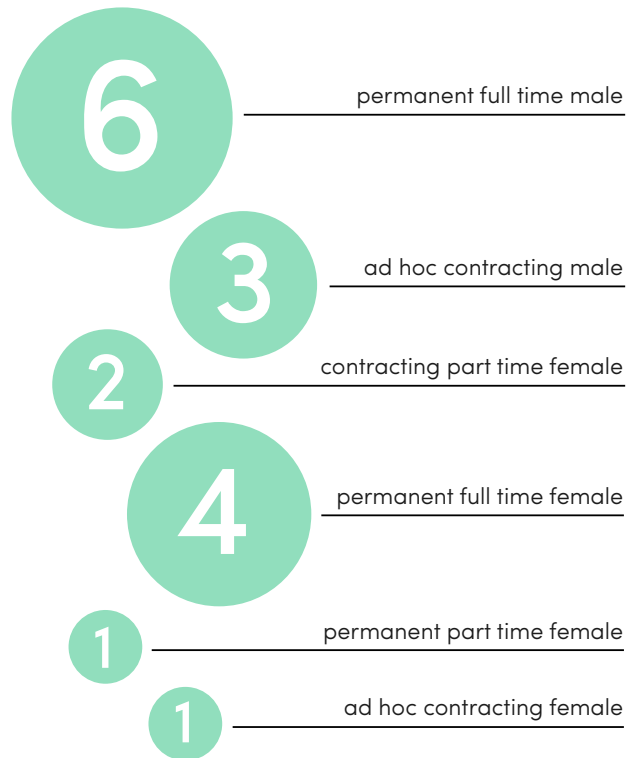 6
permanent full time male
3
ad hoc contracting male
2
contracting part time female
4
permanent full time female
1
permanent part time female
1
ad hoc contracting female